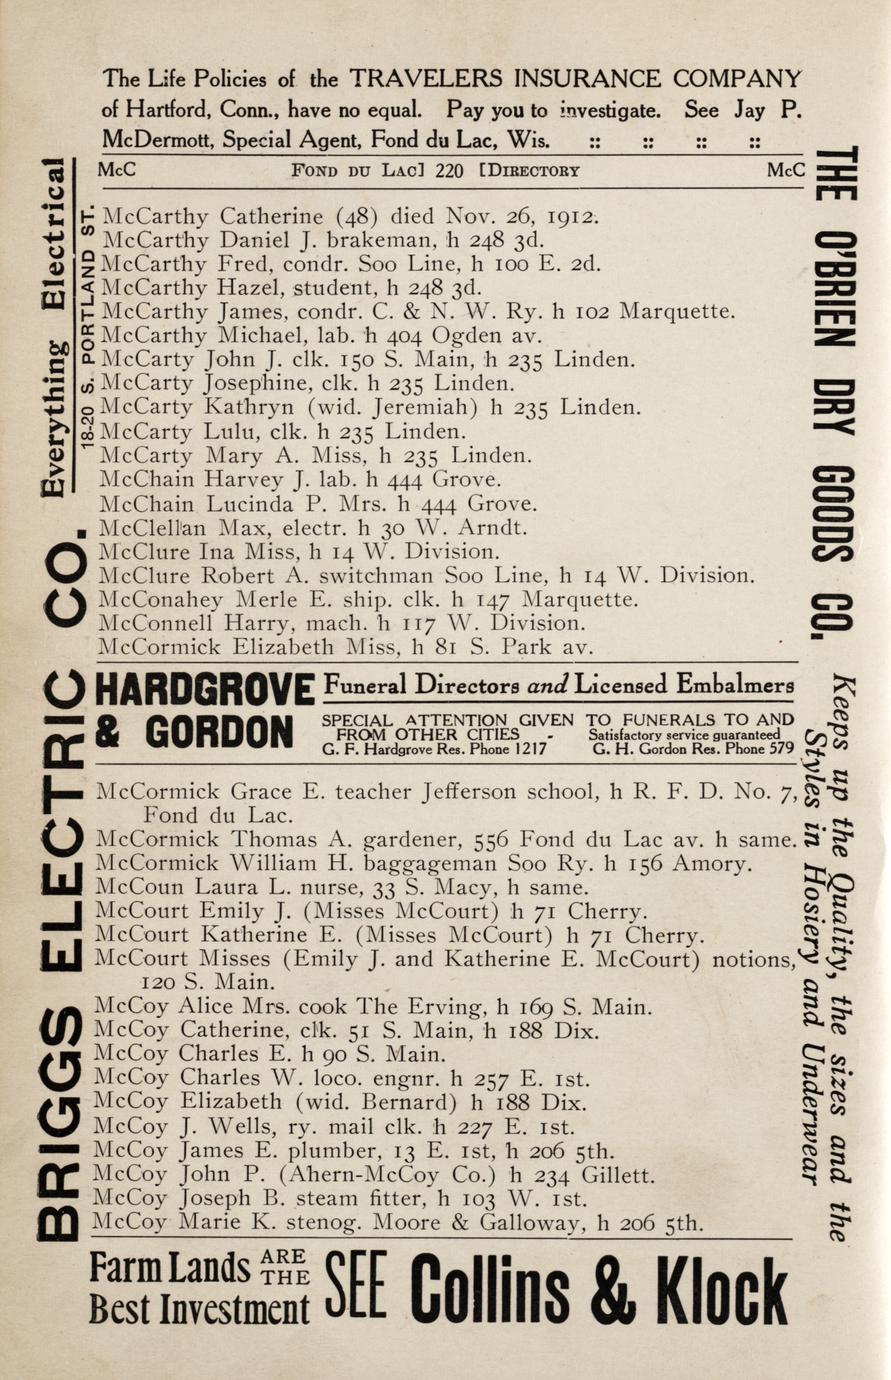 The Life Policies of the TRAVELERS INSURANCE COMPANY
of Hartford, Conn., have no equal. Pay you to investigate. See Jay P.
McDermott, Special Agent, Fond du Lac, Wis. :: :: :: ::
McC FOND DU LAC] 220 [DIRECTORY McC
McCarthy Catherine (48) died Nov. 26, 1912.
McCarthy Daniel J. brakeman, h 248 3d.
McCarthy Fred, condr. Soo Line, h 100 E. 2d.
McCarthy Hazel, student, h 248 3d.
McCarthy James, condr. C. & N. W. Ry. h 102 Marquette.
McCarthy Michael, lab. h 404 Ogden av.
McCarty John J. clk. 150 S. Main, h 235 Linden.
McCarty Josephine, clk. h 235 Linden.
McCarty Kathryn (wid. Jeremiah) h 235 Linden.
McCarty Lulu, clk. h 235 Linden.
McCarty Mary A. Miss, h 235 Linden.
McChain Harvey J. lab. h 444 Grove.
McChain Lucinda P. Mrs. h 444 Grove.
McClellan Max, electr. h 30 W. Arndt.
McClure Ina Miss, h 14 W. Division.
McClure Robert A. switchman Soo Line, h 14 W. Division.
McConahey Merle E. ship. clk. h 147 Marquette.
McConnell Harry, mach. h 117 W. Division.
McCormick Elizabeth Miss, h 81 S. Park av.
HARDGROVE
& GORDON
Funeral Directors and Licensed Embalmers
SPECIAL ATTENTION GIVEN TO FUNERALS TO AND
FROM OTHER CITIES - Satisfactory service guaranteed
G. F. Hardgrove Res. Phone 1217 G. H. Gordon Res. Phone 579
McCormick Grace E. teacher Jefferson school, h R. F. D. No. 7,
Fond du Lac.
McCormick Thomas A. gardener, 556 Fond du Lac av. h same.
McCormick William H. baggageman Soo Ry. h 156 Amory.
McCoun Laura L. nurse, 33 S. Macy, h same.
McCourt Emily J. (Misses McCourt) h 71 Cherry.
McCourt Katherine E. (Misses McCourt) h 71 Cherry.
McCourt Misses (Emily J. and Katherine E. McCourt) notions,
120 S. Main.
McCoy Alice Mrs. cook The Erving, h 169 S. Main.
McCoy Catherine, clk. 51 S. Main, h 188 Dix.
McCoy Charles E. h 90 S. Main.
McCoy Charles W. loco. engnr. h 257 E. 1st.
McCoy Elizabeth (wid. Bernard) h 188 Dix.
McCoy J. Wells, ry. mail clk. h 227 E. 1st.
McCoy James E. plumber, 13 E. 1st, h 206 5th.
McCoy John P. (Ahern-McCoy Co.) h 234 Gillett.
McCoy Joseph B. steam fitter, h 103 W. 1st.
McCoy Marie K. stenog. Moore & Galloway, h 206 5th.
Farm Lands ARE THE
Best Investment
SEE Collins & Klock
BRIGGS ELECTRIC CO.
Everything Electrical
18-20 S. PORTLAND ST.
THE O'BRIEN DRY GOODS CO.
Keeps up the Quality, the sizes and the
Styles in Hosiery and Underwear